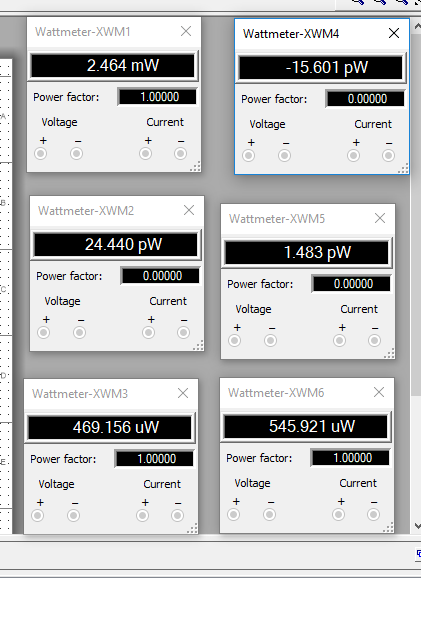 Wattmeter-XWM1
2.464 mW
Power factor: 1.00000
Voltage Current
+ − + −
Wattmeter-XWM4
-15.601 pW
Power factor: 0.00000
Voltage Current
+ − + −
Wattmeter-XWM2
24.440 pW
Power factor: 0.00000
Voltage Current
+ − + −
Wattmeter-XWM5
1.483 pW
Power factor: 0.00000
Voltage Current
+ − + −
Wattmeter-XWM3
469.156 uW
Power factor: 1.00000
Voltage Current
+ − + −
Wattmeter-XWM6
545.921 uW
Power factor: 1.00000
Voltage Current
+ − + −
A
B
C
D
E